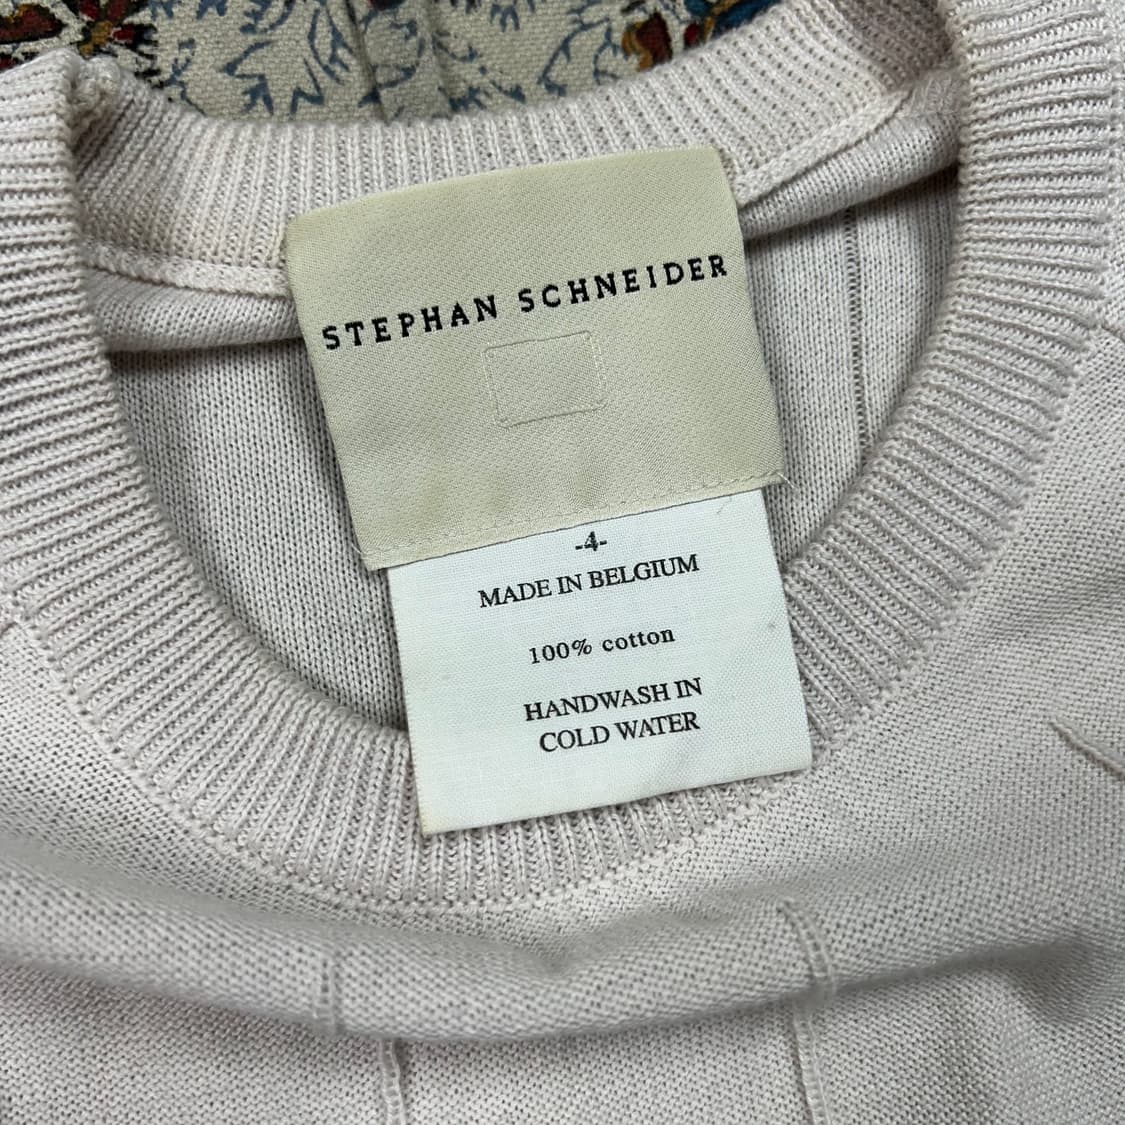 STEPHAN SCHNEIDER
-4-
MADE IN BELGIUM
100% cotton
HANDWASH IN
COLD WATER